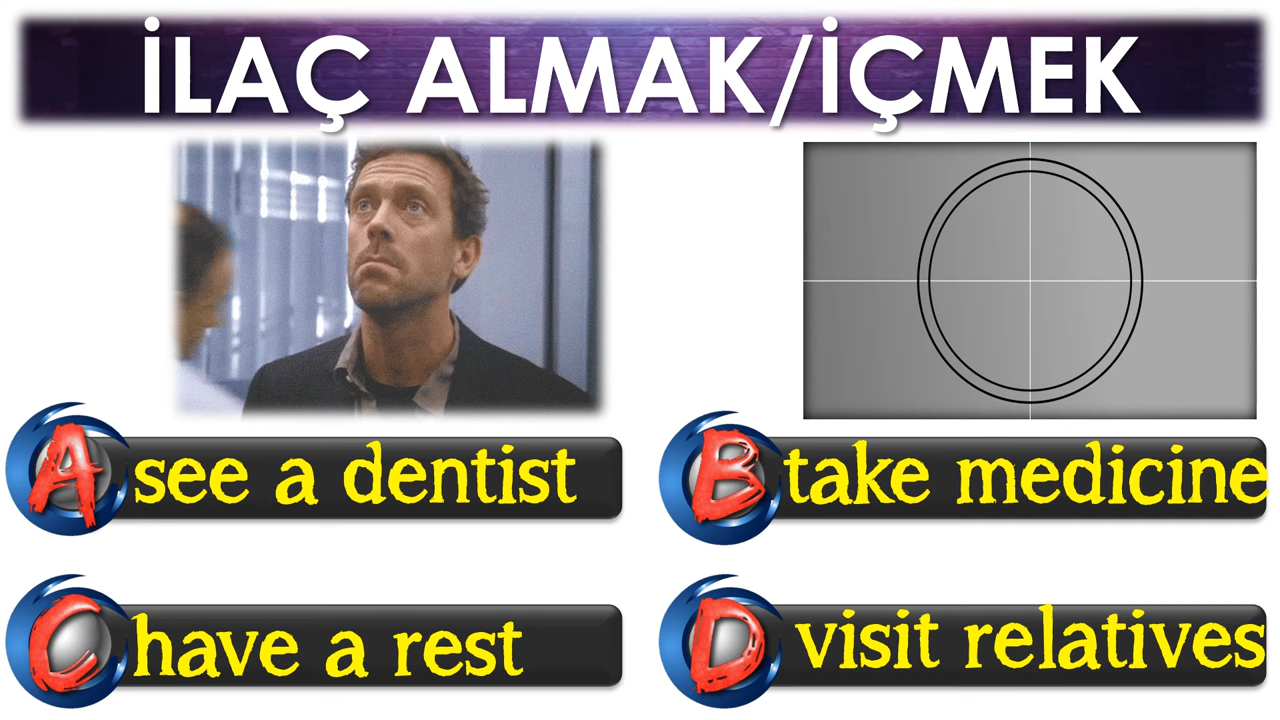 İLAÇ ALMAK/İÇMEK
A see a dentist
B take medicine
C have a rest
D visit relatives